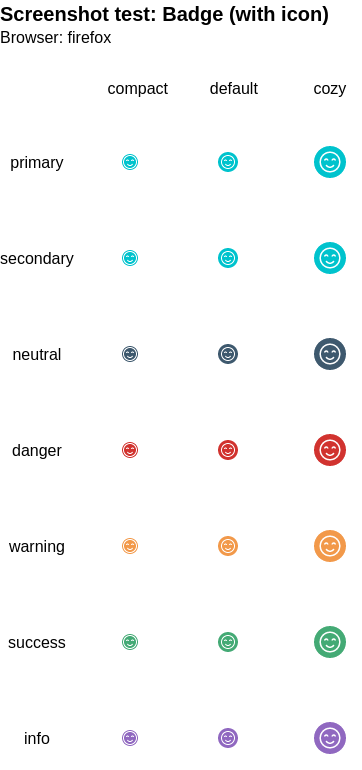 Screenshot test: Badge (with icon)
Browser: firefox
compact default cozy
primary
secondary
neutral
danger
warning
success
info